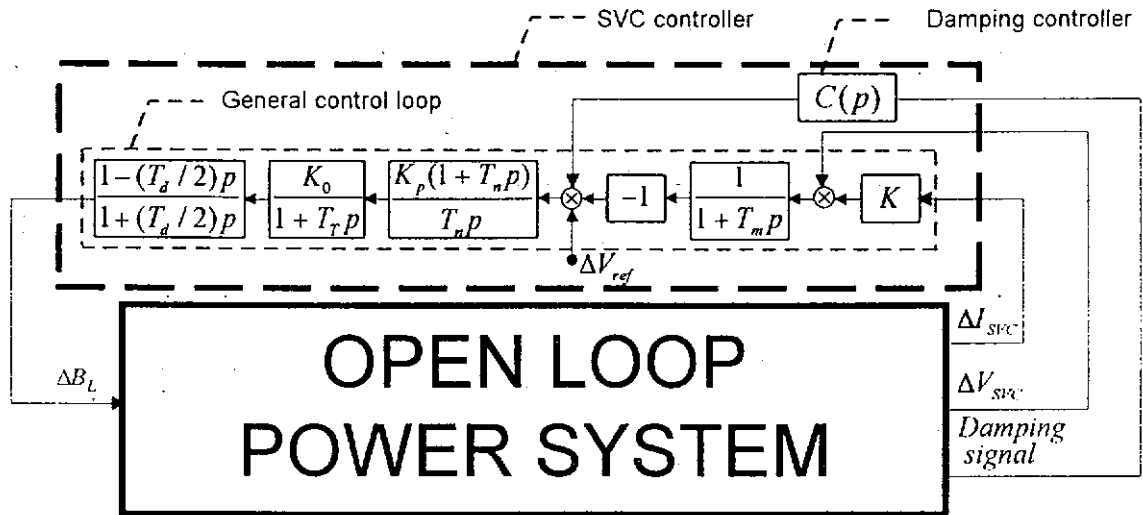 SVC controller
Damping controller
General control loop
C(p)
1−(T_d / 2)p
1+(T_d / 2)p
K_0
1+T_T p
K_p(1+T_n p)
T_n p
−1
1
1+T_m p
K
ΔV_ref
ΔI_SVC
ΔB_L
ΔV_SVC
OPEN LOOP
POWER SYSTEM
Damping
signal